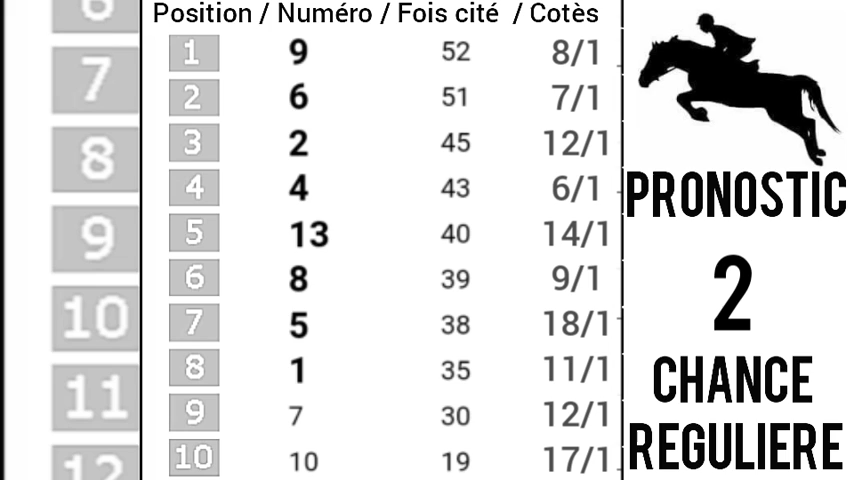 6
7
8
9
10
11
12
Position / Numéro / Fois cité / Cotès
1 9 52 8/1
2 6 51 7/1
3 2 45 12/1
4 4 43 6/1
5 13 40 14/1
6 8 39 9/1
7 5 38 18/1
8 1 35 11/1
9 7 30 12/1
10 10 19 17/1
PRONOSTIC
2
CHANCE
REGULIERE